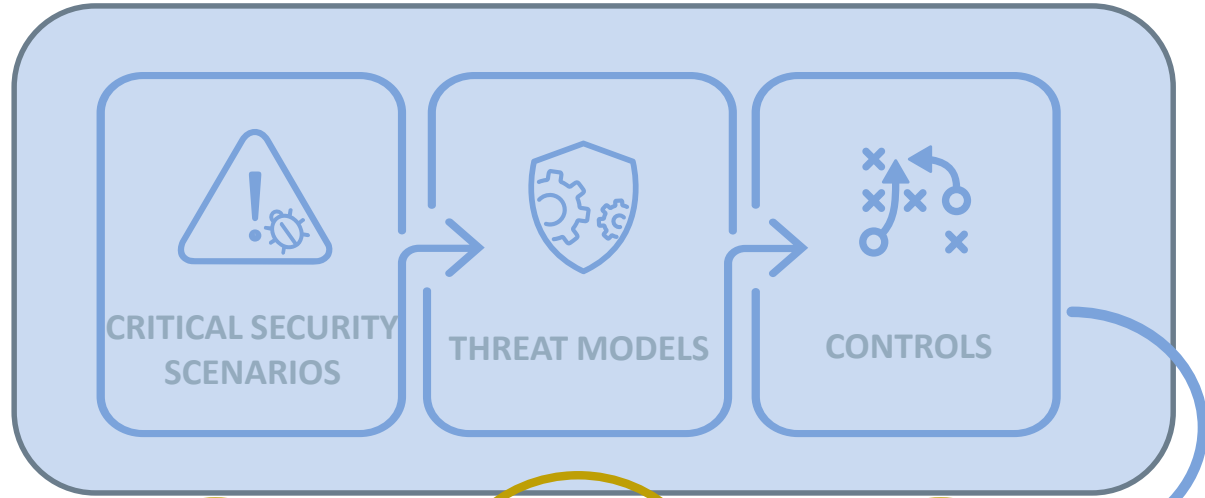 CRITICAL SECURITY
SCENARIOS
THREAT MODELS
CONTROLS